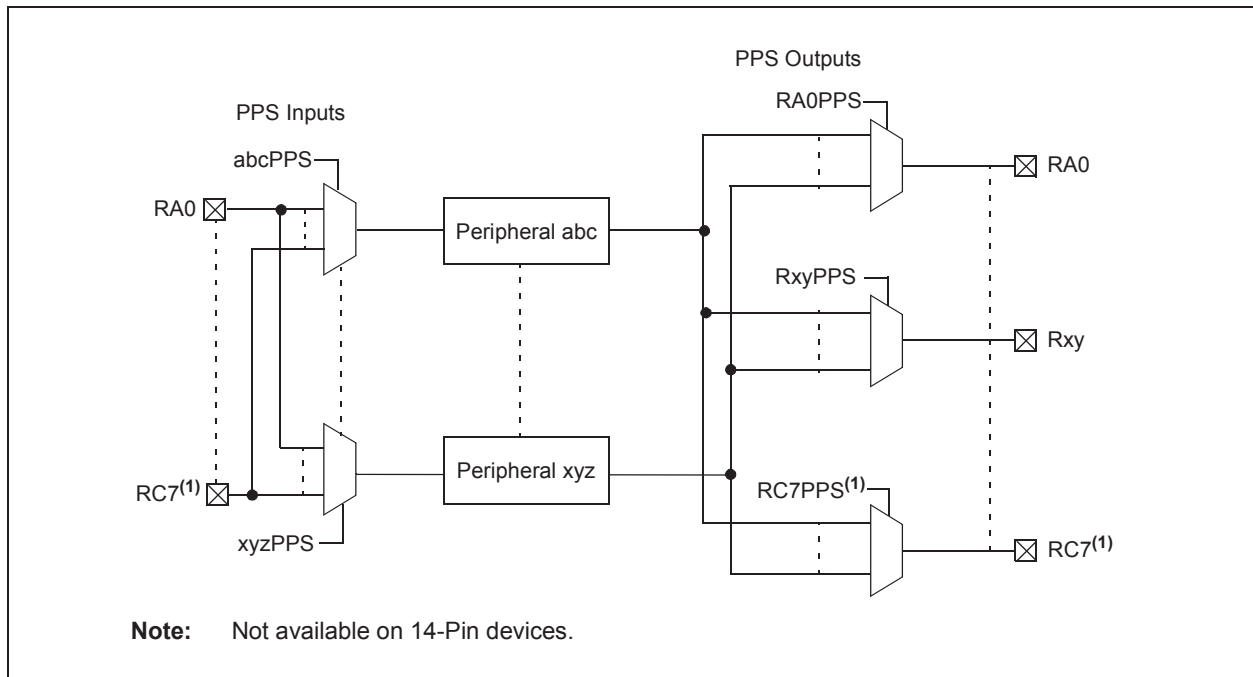 PPS Outputs
RA0PPS
PPS Inputs
abcPPS
RA0
Peripheral abc
RA0
RxyPPS
Rxy
Peripheral xyz
RC7(1)
RC7PPS(1)
xyzPPS
RC7(1)
Note: Not available on 14-Pin devices.